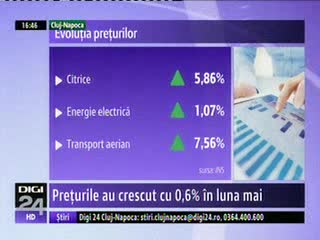 16:46 Cluj-Napoca
Evoluția prețurilor
Citrice 5,86%
Energie electrică 1,07%
Transport aerian 7,56%
sursa: INS
DIGI 24 HD
Prețurile au crescut cu 0,6% în luna mai
Știri Digi 24 Cluj-Napoca: stiri.clujnapoca@digi24.ro, 0364.400.600